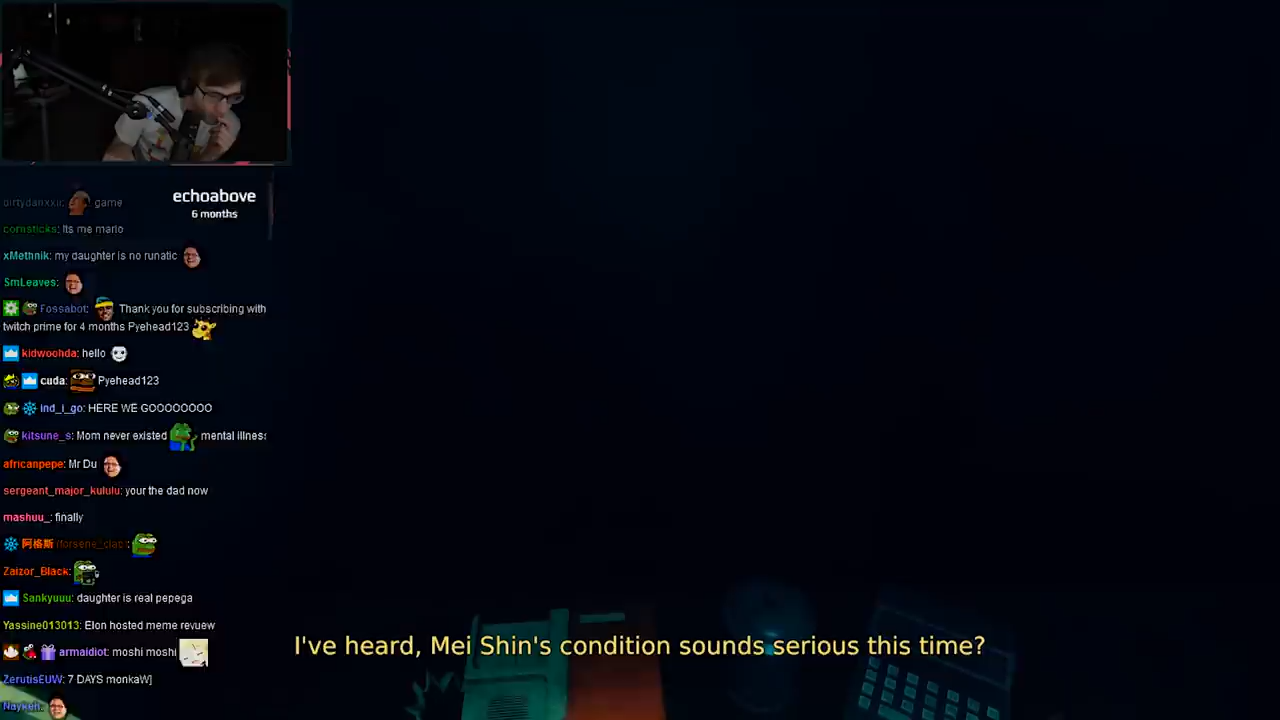 echoabove
6 months
game
cornsticks: Its me mario
xMethnik: my daughter is no runatic
SmLeaves:
Fossabot: Thank you for subscribing with
twitch prime for 4 months Pyehead123
kidwoohda: hello
cuda: Pyehead123
ind_i_go: HERE WE GOOOOOOOO
kitsune_s: Mom never existed mental illness
africanpepe: Mr Du
sergeant_major_kululu: your the dad now
mashuu_: finally
阿格斯 (forsene_clap):
Zaizor_Black:
Sankyuuu: daughter is real pepega
Yassine013013: Elon hosted meme revuew
armaidiot: moshi moshi
ZerutisEUW: 7 DAYS monkaW]
I've heard, Mei Shin's condition sounds serious this time?